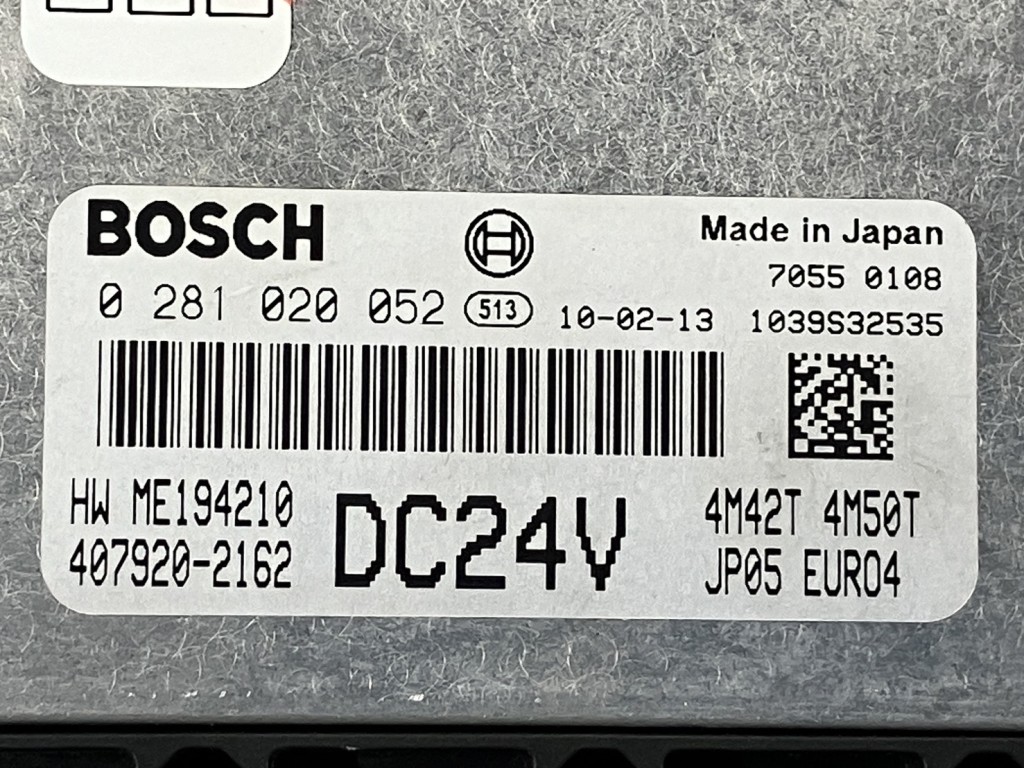 BOSCH
Made in Japan
7055 0108
0 281 020 052 513 10-02-13 1039S32535
HW ME194210
407920-2162
DC24V
4M42T 4M50T
JP05 EURO4